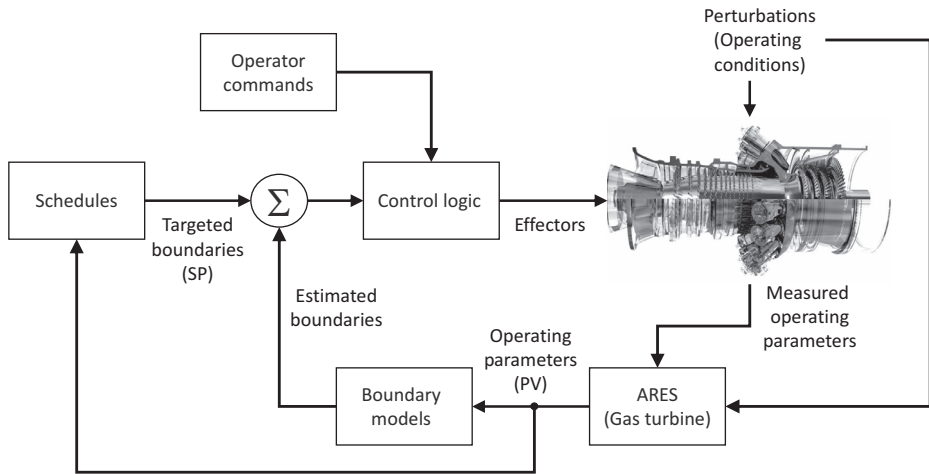 Perturbations
(Operating
conditions)
Operator
commands
Schedules
Targeted
boundaries
(SP)
Σ
Control logic
Effectors
Estimated
boundaries
Measured
operating
parameters
Operating
parameters
(PV)
Boundary
models
ARES
(Gas turbine)